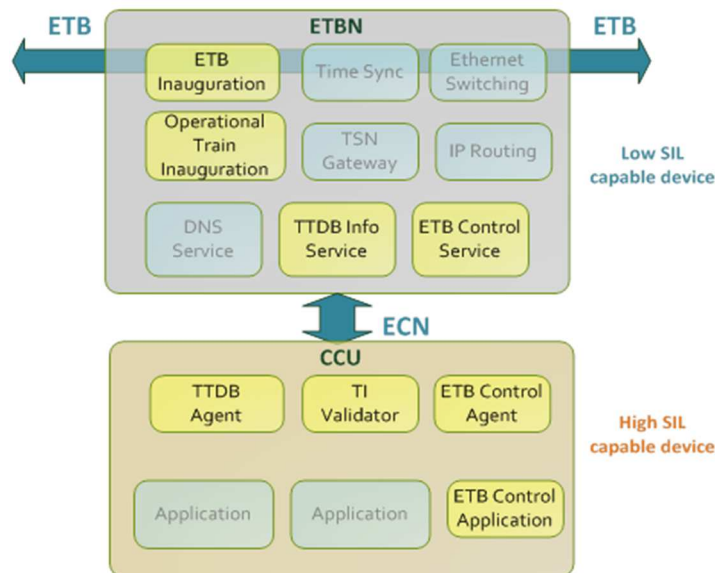 ETB
ETBN
ETB
ETB
Inauguration
Time Sync
Ethernet
Switching
Operational
Train
Inauguration
TSN
Gateway
IP Routing
Low SIL
capable device
DNS
Service
TTDB Info
Service
ETB Control
Service
ECN
CCU
TTDB
Agent
TI
Validator
ETB Control
Agent
High SIL
capable device
Application
Application
ETB Control
Application